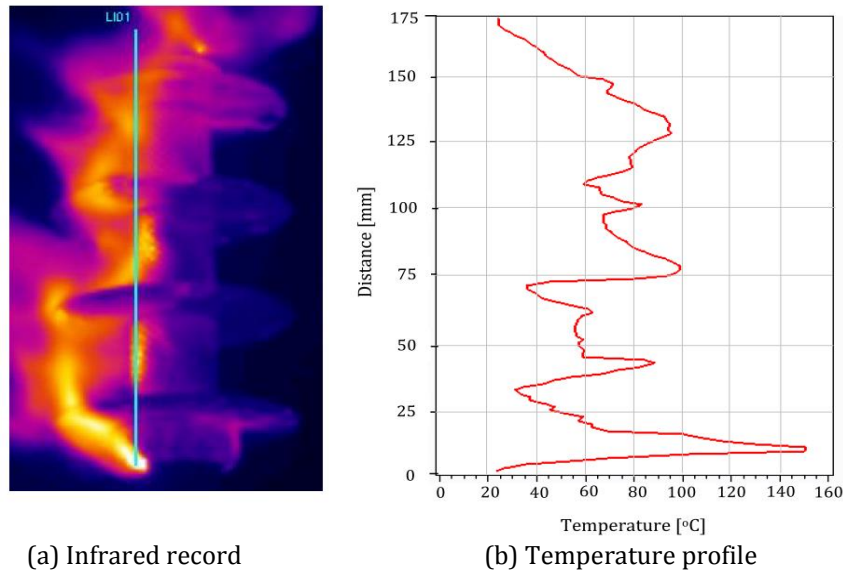 LI01
175
150
125
100
75
50
25
0
Distance [mm]
0 20 40 60 80 100 120 140 160
Temperature [°C]
(a) Infrared record
(b) Temperature profile